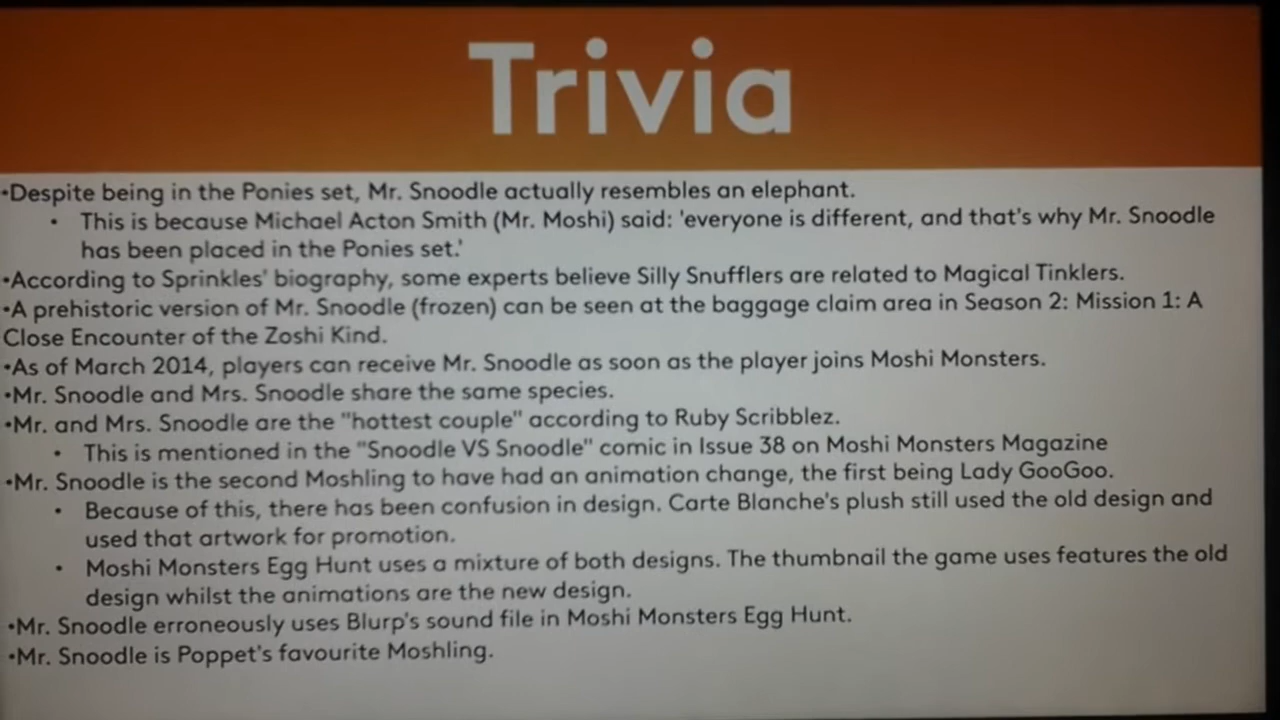 Trivia
•Despite being in the Ponies set, Mr. Snoodle actually resembles an elephant.
• This is because Michael Acton Smith (Mr. Moshi) said: 'everyone is different, and that's why Mr. Snoodle
has been placed in the Ponies set.'
•According to Sprinkles' biography, some experts believe Silly Snufflers are related to Magical Tinklers.
•A prehistoric version of Mr. Snoodle (frozen) can be seen at the baggage claim area in Season 2: Mission 1: A
Close Encounter of the Zoshi Kind.
•As of March 2014, players can receive Mr. Snoodle as soon as the player joins Moshi Monsters.
•Mr. Snoodle and Mrs. Snoodle share the same species.
•Mr. and Mrs. Snoodle are the "hottest couple" according to Ruby Scribblez.
• This is mentioned in the "Snoodle VS Snoodle" comic in Issue 38 on Moshi Monsters Magazine
•Mr. Snoodle is the second Moshling to have had an animation change, the first being Lady GooGoo.
• Because of this, there has been confusion in design. Carte Blanche's plush still used the old design and
used that artwork for promotion.
• Moshi Monsters Egg Hunt uses a mixture of both designs. The thumbnail the game uses features the old
design whilst the animations are the new design.
•Mr. Snoodle erroneously uses Blurp's sound file in Moshi Monsters Egg Hunt.
•Mr. Snoodle is Poppet's favourite Moshling.